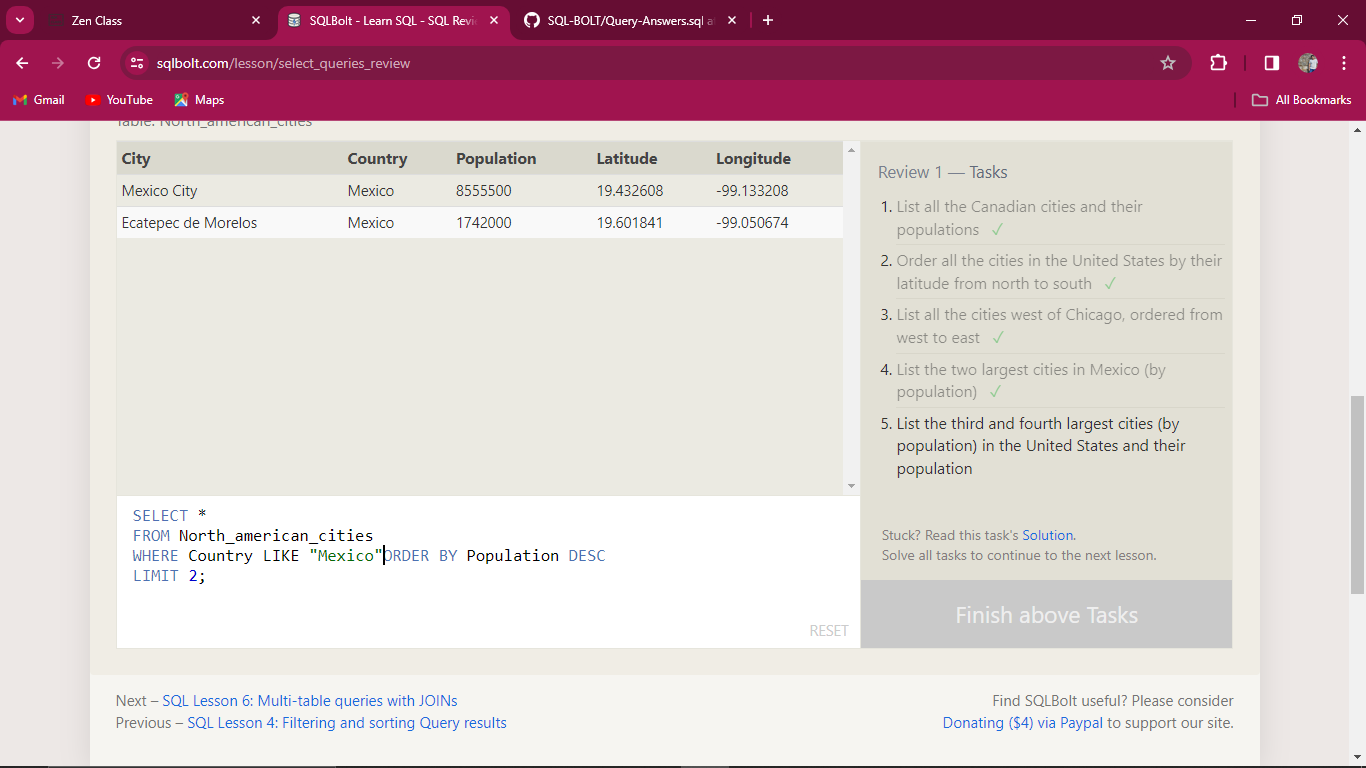 Zen Class
SQLBolt - Learn SQL - SQL Revie
SQL-BOLT/Query-Answers.sql at
sqlbolt.com/lesson/select_queries_review
Gmail YouTube Maps All Bookmarks
Table: North_american_cities
City Country Population Latitude Longitude
Mexico City Mexico 8555500 19.432608 -99.133208
Ecatepec de Morelos Mexico 1742000 19.601841 -99.050674
Review 1 — Tasks
1. List all the Canadian cities and their
populations ✓
2. Order all the cities in the United States by their
latitude from north to south ✓
3. List all the cities west of Chicago, ordered from
west to east ✓
4. List the two largest cities in Mexico (by
population) ✓
5. List the third and fourth largest cities (by
population) in the United States and their
population
Stuck? Read this task's Solution.
Solve all tasks to continue to the next lesson.
Finish above Tasks
SELECT *
FROM North_american_cities
WHERE Country LIKE "Mexico"ORDER BY Population DESC
LIMIT 2;
RESET
Next – SQL Lesson 6: Multi-table queries with JOINs
Previous – SQL Lesson 4: Filtering and sorting Query results
Find SQLBolt useful? Please consider
Donating ($4) via Paypal to support our site.